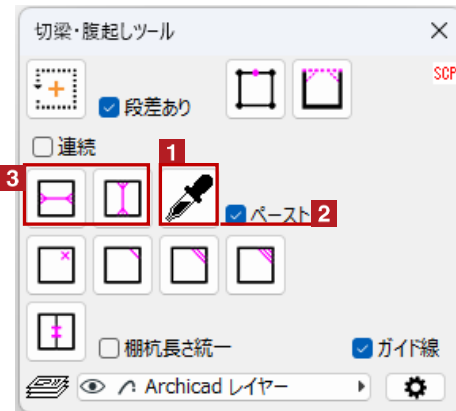 切梁・腹起しツール
段差あり
SCP
連続
1
3
ペースト 2
棚杭長さ統一
ガイド線
Archicad レイヤー